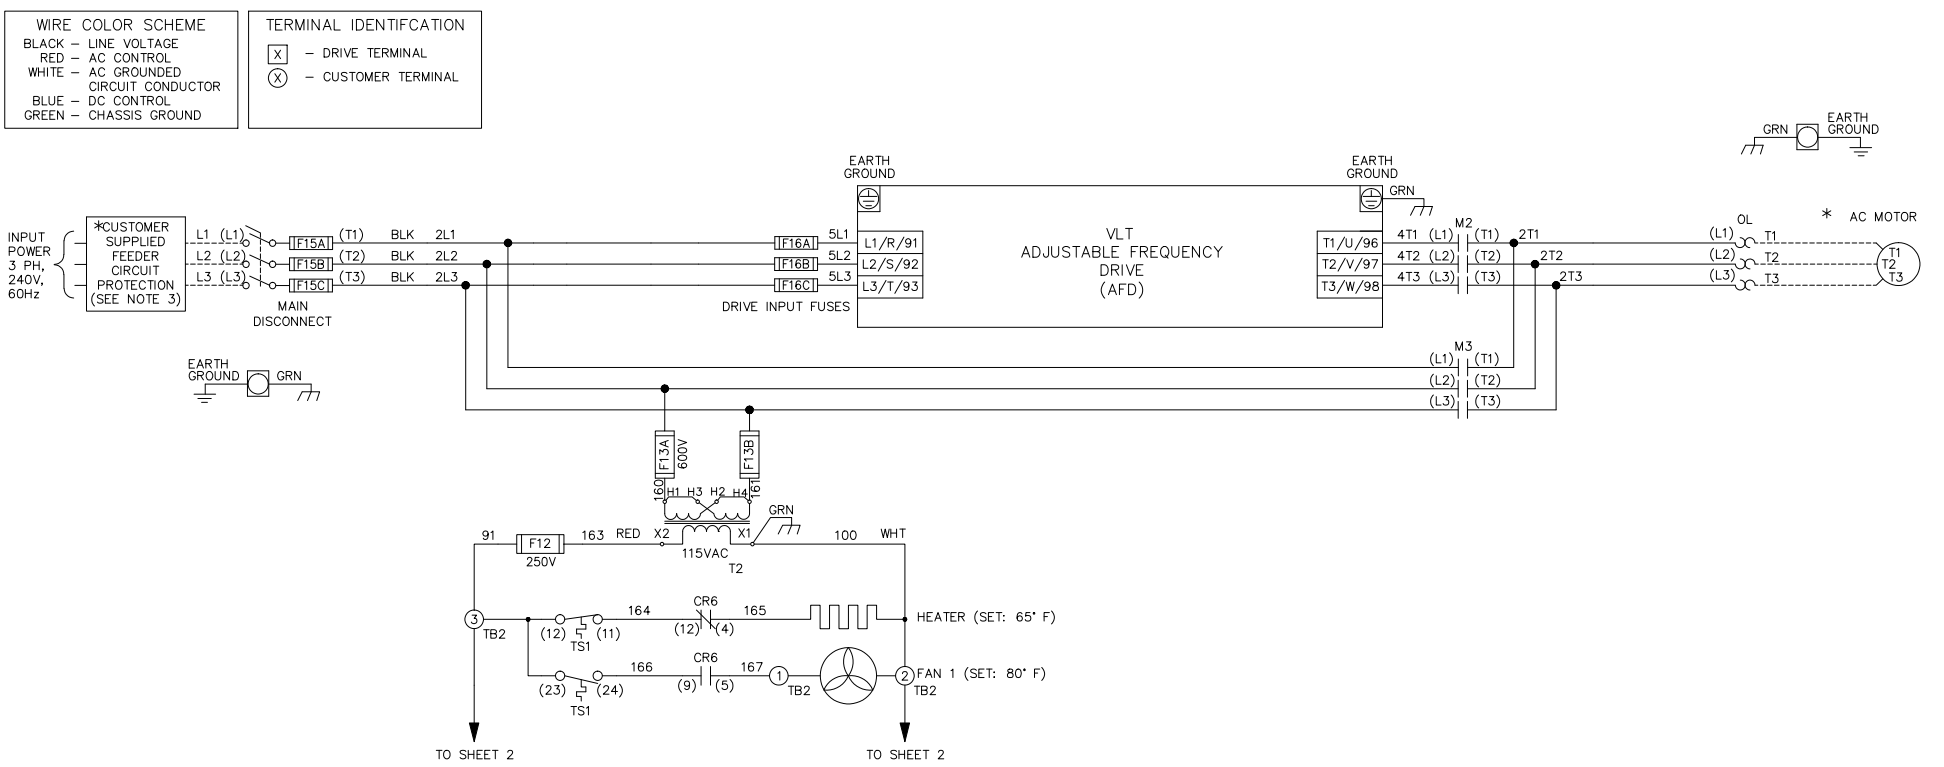 WIRE COLOR SCHEME
BLACK – LINE VOLTAGE
RED – AC CONTROL
WHITE – AC GROUNDED
CIRCUIT CONDUCTOR
BLUE – DC CONTROL
GREEN – CHASSIS GROUND
TERMINAL IDENTIFCATION
X – DRIVE TERMINAL
X – CUSTOMER TERMINAL
GRN
EARTH
GROUND
INPUT
POWER
3 PH,
240V,
60Hz
*CUSTOMER
SUPPLIED
FEEDER
CIRCUIT
PROTECTION
(SEE NOTE 3)
L1 (L1) F15A (T1) BLK 2L1
L2 (L2) F15B (T2) BLK 2L2
L3 (L3) F15C (T3) BLK 2L3
MAIN
DISCONNECT
F16A 5L1
F16B 5L2
F16C 5L3
DRIVE INPUT FUSES
EARTH
GROUND
L1/R/91
L2/S/92
L3/T/93
VLT
ADJUSTABLE FREQUENCY
DRIVE
(AFD)
EARTH
GROUND
GRN
T1/U/96
T2/V/97
T3/W/98
M2
4T1 (L1) (T1) 2T1
4T2 (L2) (T2) 2T2
4T3 (L3) (T3) 2T3
OL
(L1) T1
(L2) T2
(L3) T3
* AC MOTOR
T1
T2
T3
M3
(L1) (T1)
(L2) (T2)
(L3) (T3)
EARTH
GROUND
GRN
F13A
600V
F13B
160
161
H1 H3 H2 H4
GRN
91
F12
250V
163 RED X2
X1 100 WHT
115VAC
T2
3
TB2
(12) (11)
TS1
164
CR6
(12) (4)
165
HEATER (SET: 65° F)
(23) (24)
TS1
166
CR6
(9) (5)
167
1
TB2
2
TB2
FAN 1 (SET: 80° F)
TO SHEET 2
TO SHEET 2